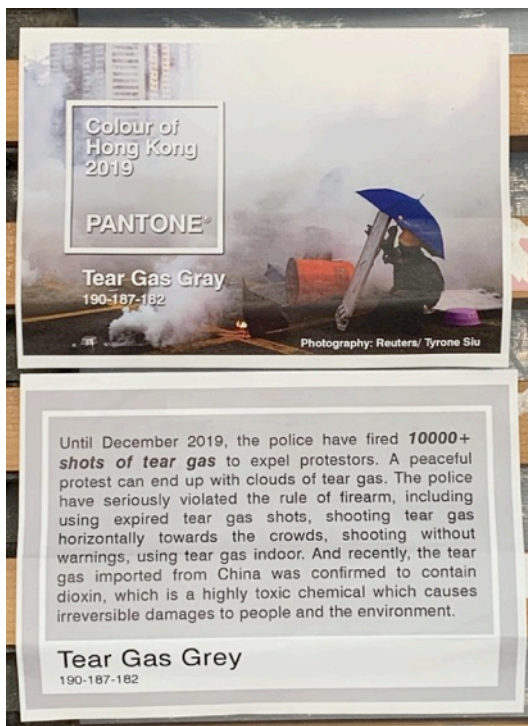 Colour of
Hong Kong
2019
PANTONE®
Tear Gas Gray
190-187-182
Photography: Reuters/ Tyrone Siu
Until December 2019, the police have fired 10000+
shots of tear gas to expel protestors. A peaceful
protest can end up with clouds of tear gas. The police
have seriously violated the rule of firearm, including
using expired tear gas shots, shooting tear gas
horizontally towards the crowds, shooting without
warnings, using tear gas indoor. And recently, the tear
gas imported from China was confirmed to contain
dioxin, which is a highly toxic chemical which causes
irreversible damages to people and the environment.
Tear Gas Grey
190-187-182